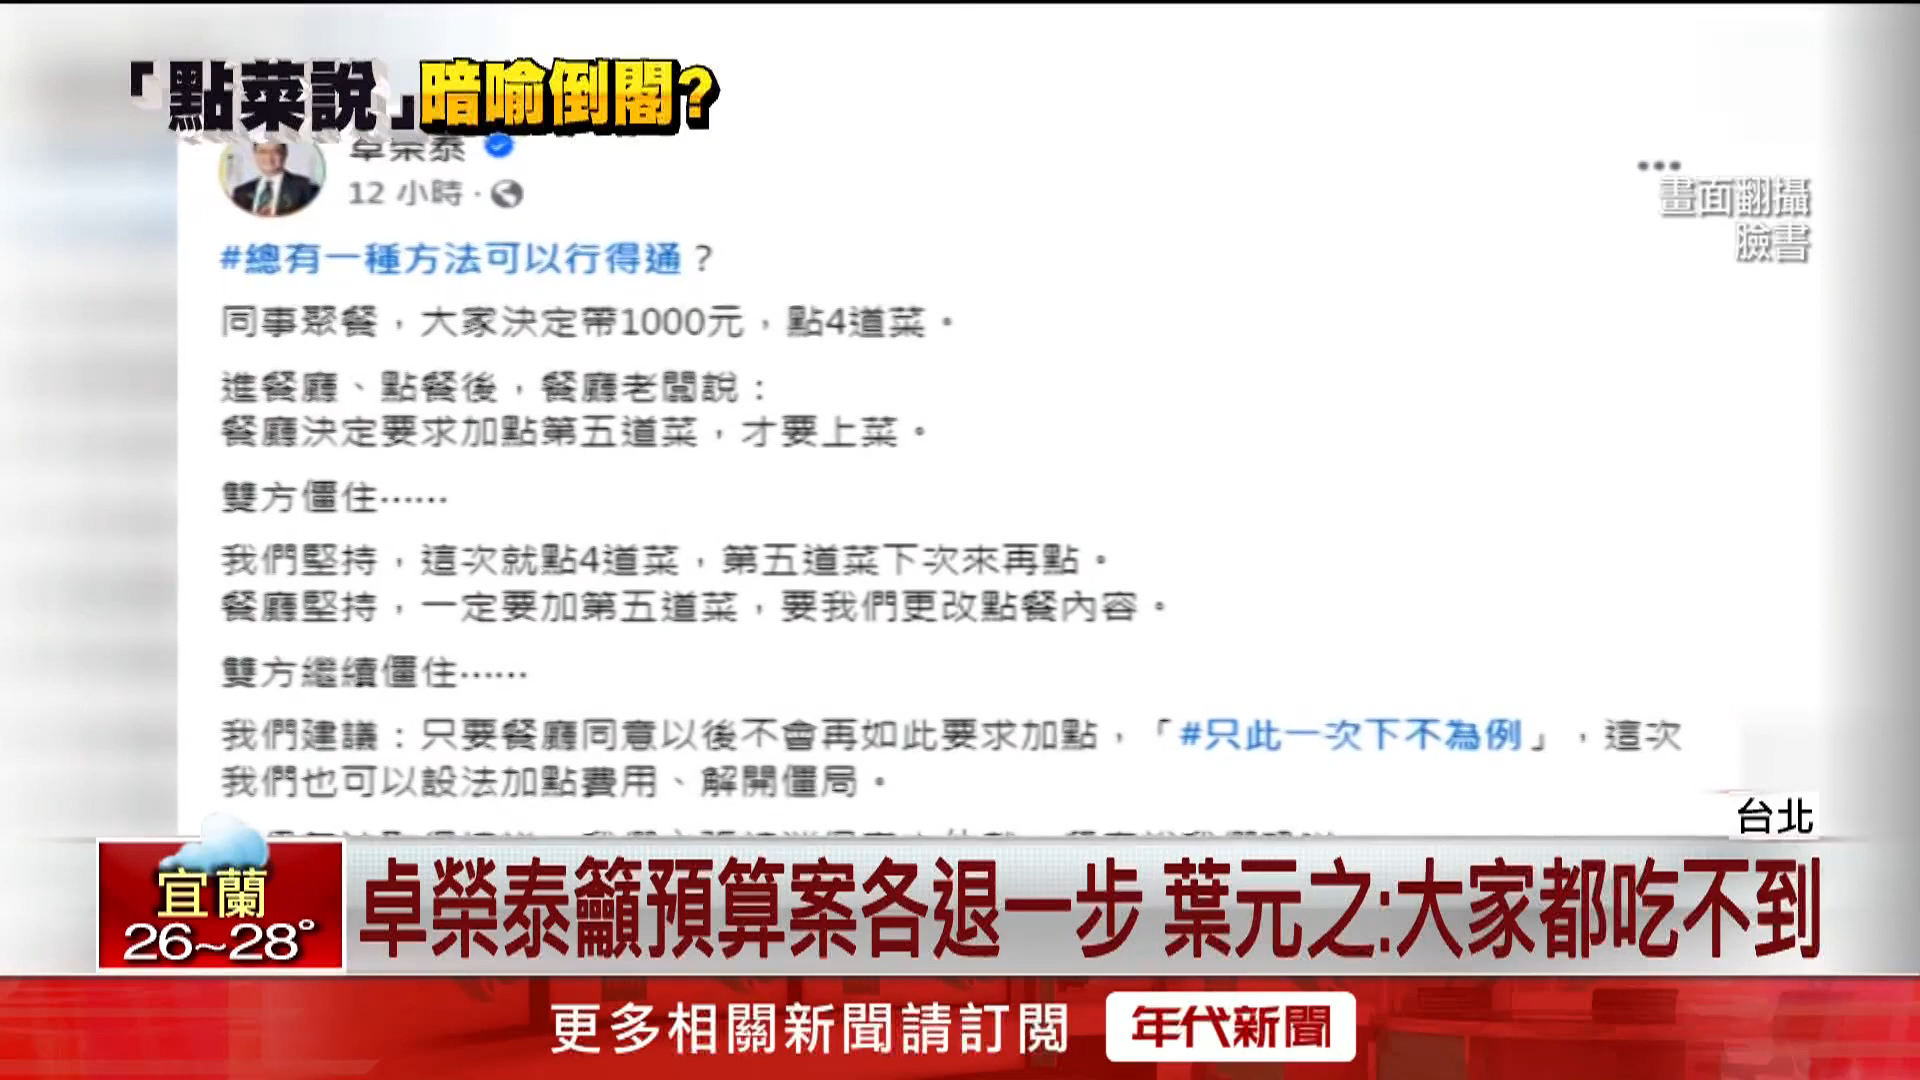 「點菜說」暗喻倒閣?
卓榮泰
12 小時·
畫面翻攝
臉書
#總有一種方法可以行得通？
同事聚餐，大家決定帶1000元，點4道菜。
進餐廳、點餐後，餐廳老闆說：
餐廳決定要求加點第五道菜，才要上菜。
雙方僵住……
我們堅持，這次就點4道菜，第五道菜下次來再點。
餐廳堅持，一定要加第五道菜，要我們更改點餐內容。
雙方繼續僵住……
我們建議：只要餐廳同意以後不會再如此要求加點，「#只此一次下不為例」，這次
我們也可以設法加點費用、解開僵局。
台北
宜蘭
26~28°
卓榮泰籲預算案各退一步 葉元之:大家都吃不到
更多相關新聞請訂閱
年代新聞